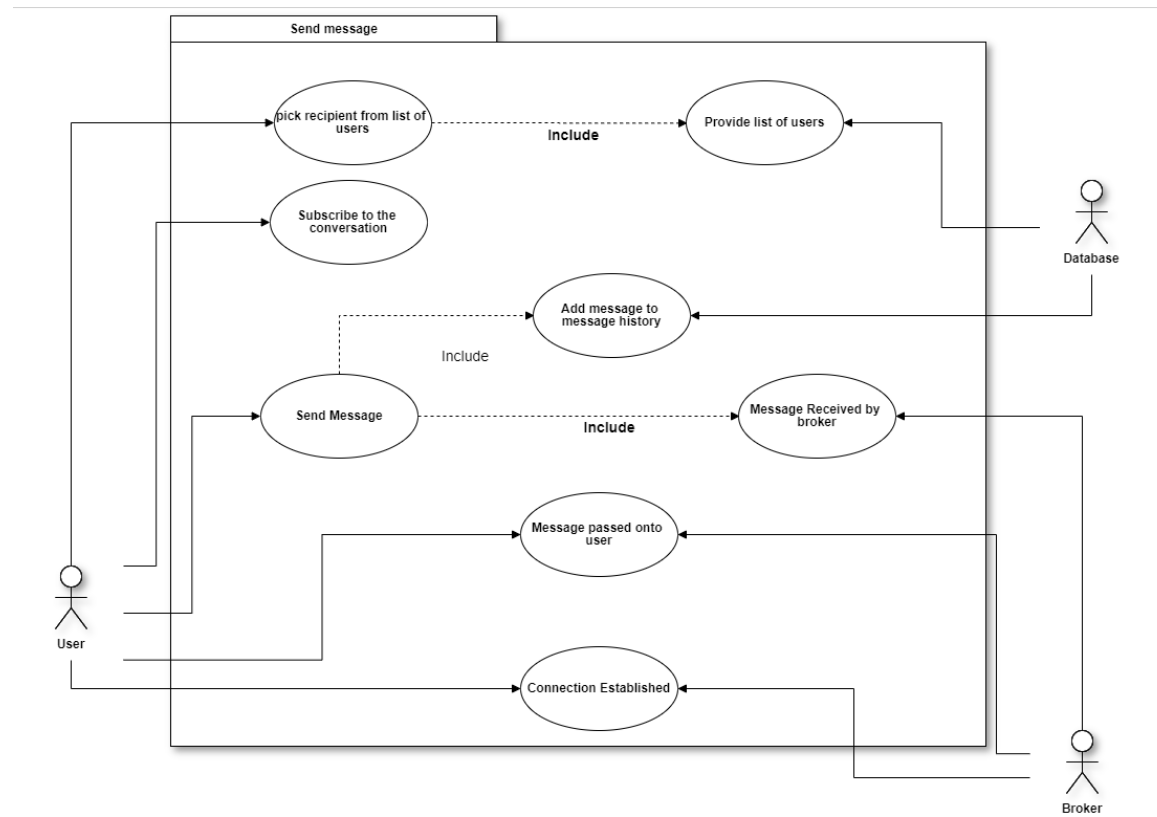 Send message
pick recipient from list of
users
Include
Provide list of users
Subscribe to the
conversation
Database
Add message to
message history
Include
Send Message
Include
Message Received by
broker
Message passed onto
user
User
Connection Established
Broker